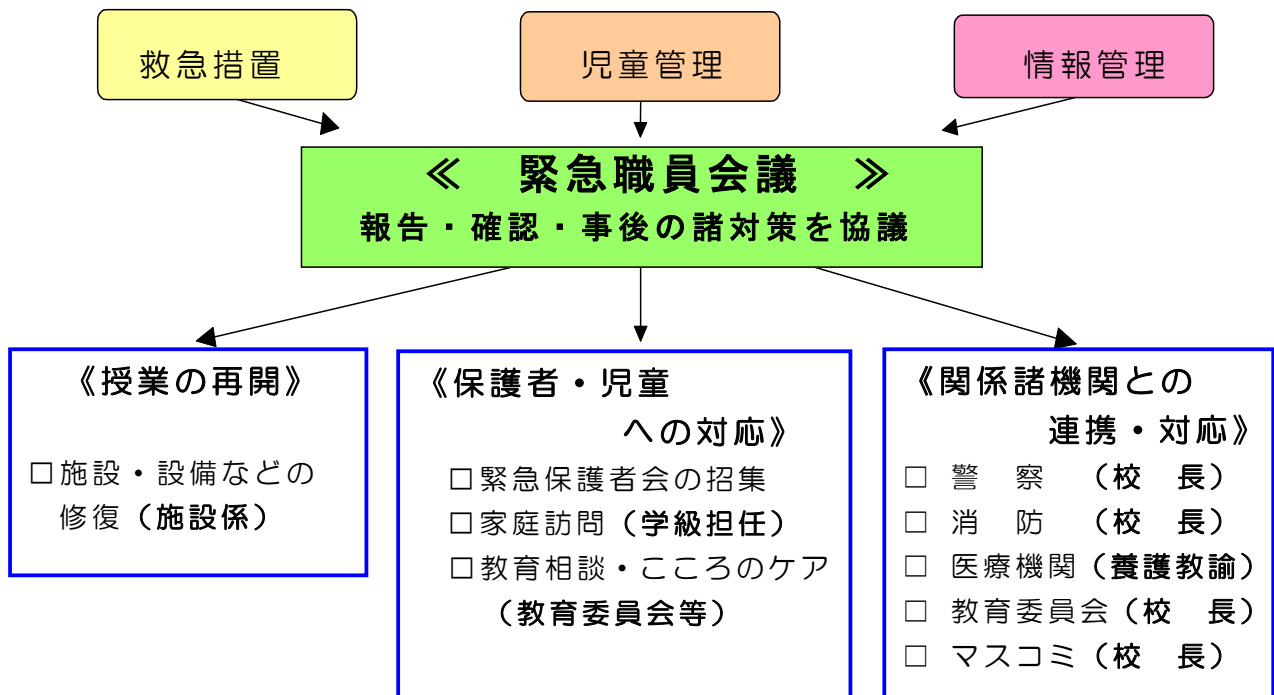 救急措置
児童管理
情報管理
≪　緊急職員会議　≫
報告・確認・事後の諸対策を協議
《授業の再開》
□施設・設備などの
修復（施設係）
《保護者・児童
への対応》
□緊急保護者会の招集
□家庭訪問（学級担任）
□教育相談・こころのケア
（教育委員会等）
《関係諸機関との
連携・対応》
□ 警　察　（校　長）
□ 消　防　（校　長）
□ 医療機関（養護教諭）
□ 教育委員会（校　長）
□ マスコミ（校　長）